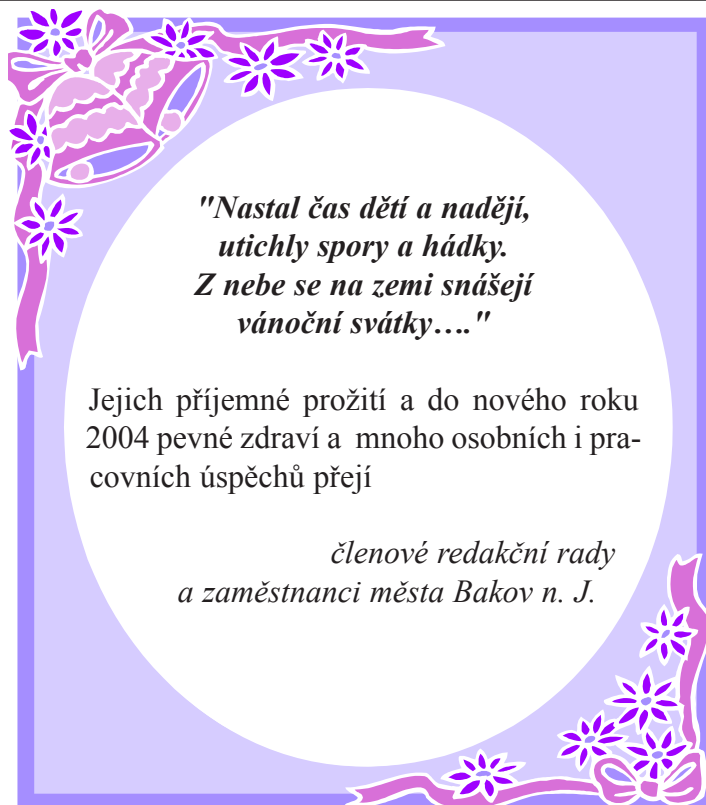 "Nastal čas dětí a nadějí,
utichly spory a hádky.
Z nebe se na zemi snášejí
vánoční svátky…."
Jejich příjemné prožití a do nového roku
2004 pevné zdraví a mnoho osobních i pra-
covních úspěchů přejí
členové redakční rady
a zaměstnanci města Bakov n. J.